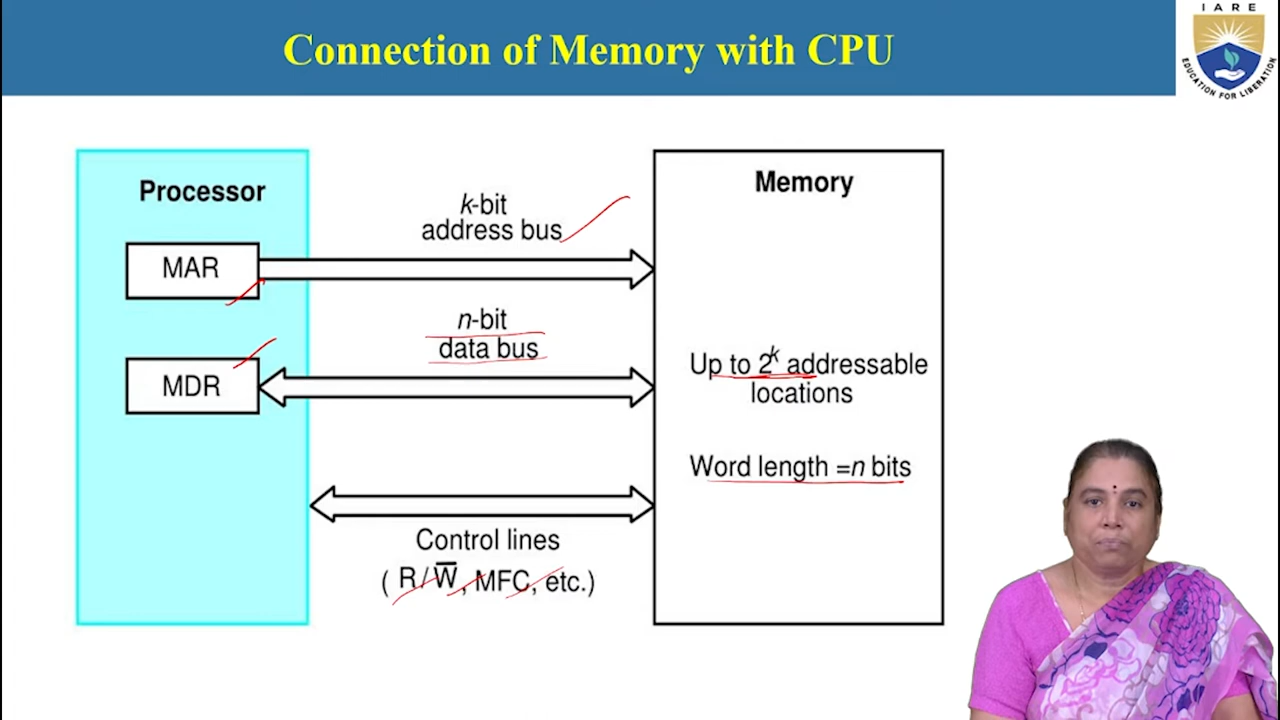 Connection of Memory with CPU
IARE
EDUCATION FOR LIBERATION
Processor
MAR
MDR
k-bit
address bus
n-bit
data bus
Control lines
( R/W̅, MFC, etc.)
Memory
Up to 2ᵏ addressable
locations
Word length =n bits